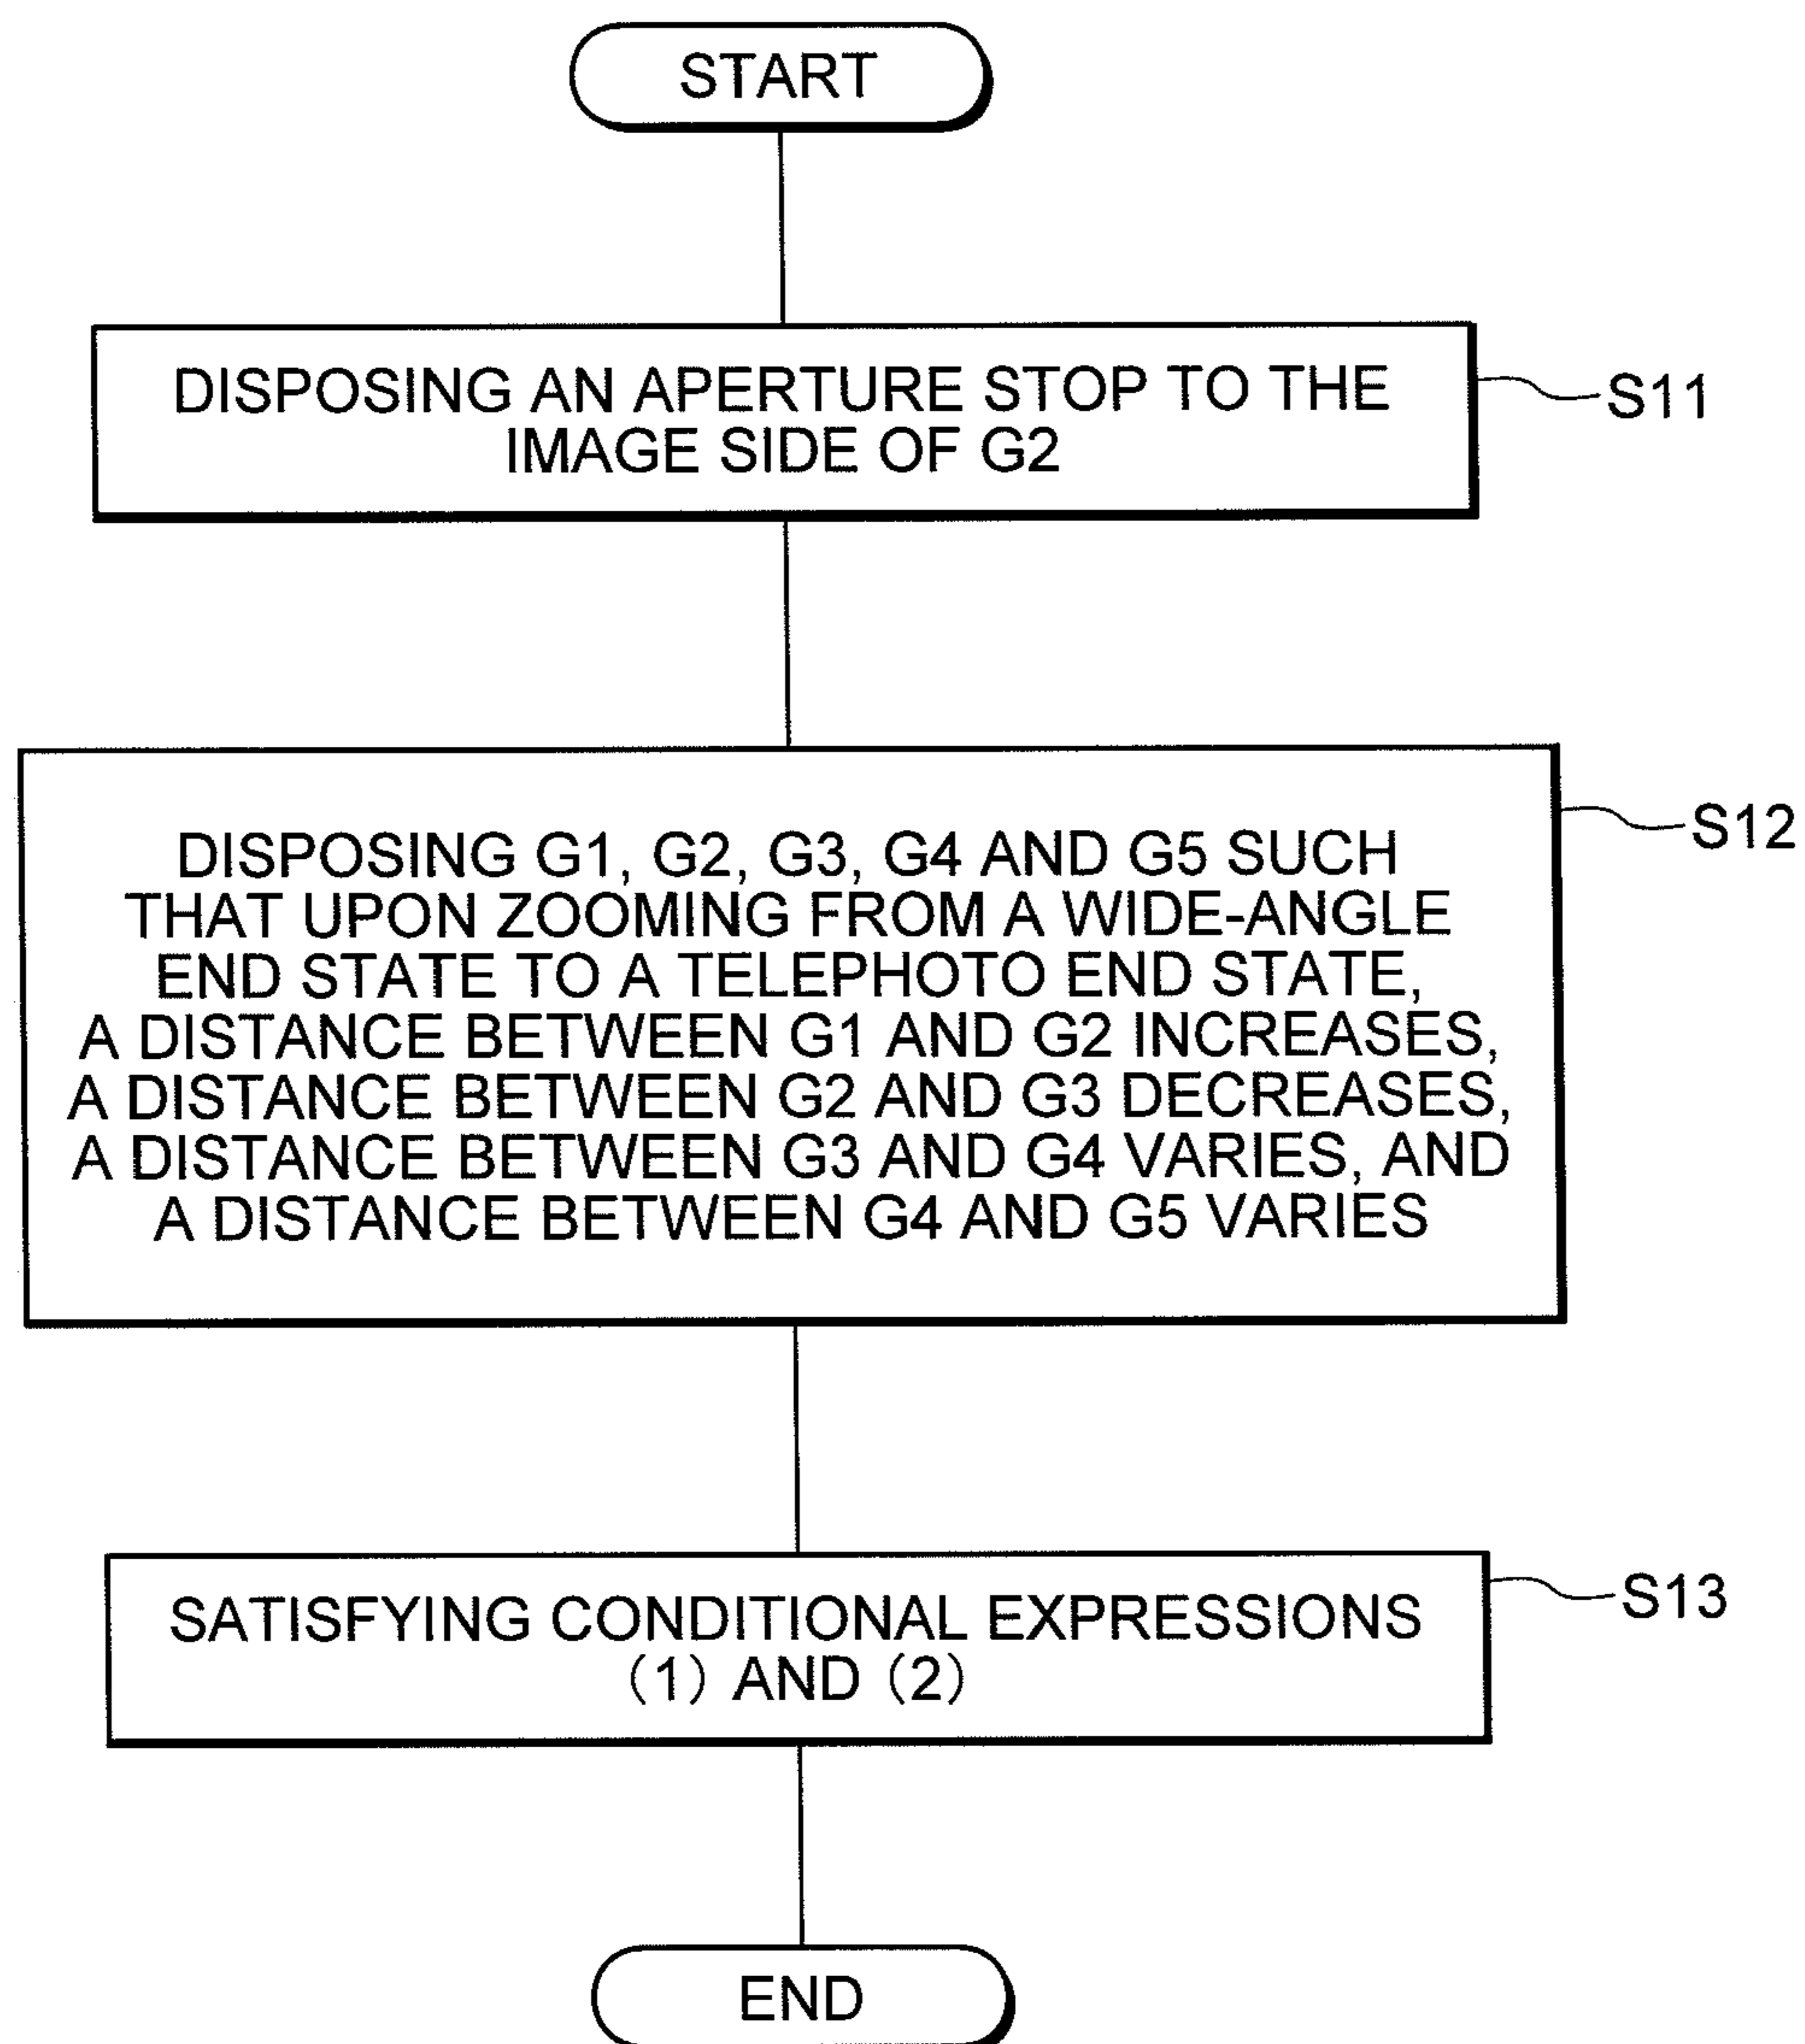 START
DISPOSING AN APERTURE STOP TO THE
IMAGE SIDE OF G2
S11
DISPOSING G1, G2, G3, G4 AND G5 SUCH
THAT UPON ZOOMING FROM A WIDE-ANGLE
END STATE TO A TELEPHOTO END STATE,
A DISTANCE BETWEEN G1 AND G2 INCREASES,
A DISTANCE BETWEEN G2 AND G3 DECREASES,
A DISTANCE BETWEEN G3 AND G4 VARIES, AND
A DISTANCE BETWEEN G4 AND G5 VARIES
S12
SATISFYING CONDITIONAL EXPRESSIONS
(1) AND (2)
S13
END